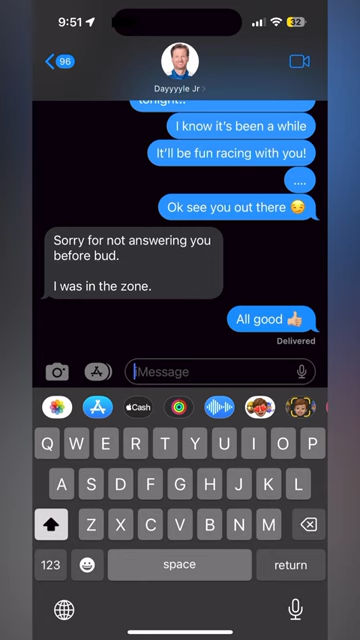 9:51
32
96
Dayyyyle Jr
tonight..
I know it's been a while
It'll be fun racing with you!
....
Ok see you out there 😏
Sorry for not answering you
before bud.
I was in the zone.
All good 👍🏼
Delivered
iMessage
Cash
Q W E R T Y U I O P
A S D F G H J K L
Z X C V B N M
123
space
return